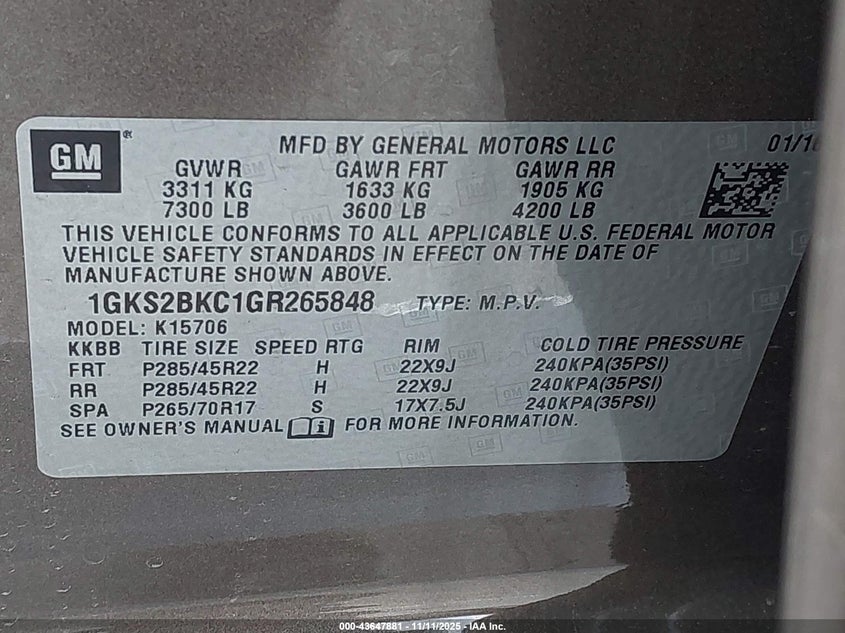 GM
MFD BY GENERAL MOTORS LLC
GVWR GAWR FRT GAWR RR
3311 KG 1633 KG 1905 KG
7300 LB 3600 LB 4200 LB
THIS VEHICLE CONFORMS TO ALL APPLICABLE U.S. FEDERAL MOTOR
VEHICLE SAFETY STANDARDS IN EFFECT ON THE DATE OF
MANUFACTURE SHOWN ABOVE.
1GKS2BKC1GR265848 TYPE: M.P.V.
MODEL: K15706
KKBB TIRE SIZE SPEED RTG RIM COLD TIRE PRESSURE
FRT P285/45R22 H 22X9J 240KPA(35PSI)
RR P285/45R22 H 22X9J 240KPA(35PSI)
SPA P265/70R17 S 17X7.5J 240KPA(35PSI)
SEE OWNER'S MANUAL FOR MORE INFORMATION.
000-43647881 - 11/11/2025 - IAA Inc.